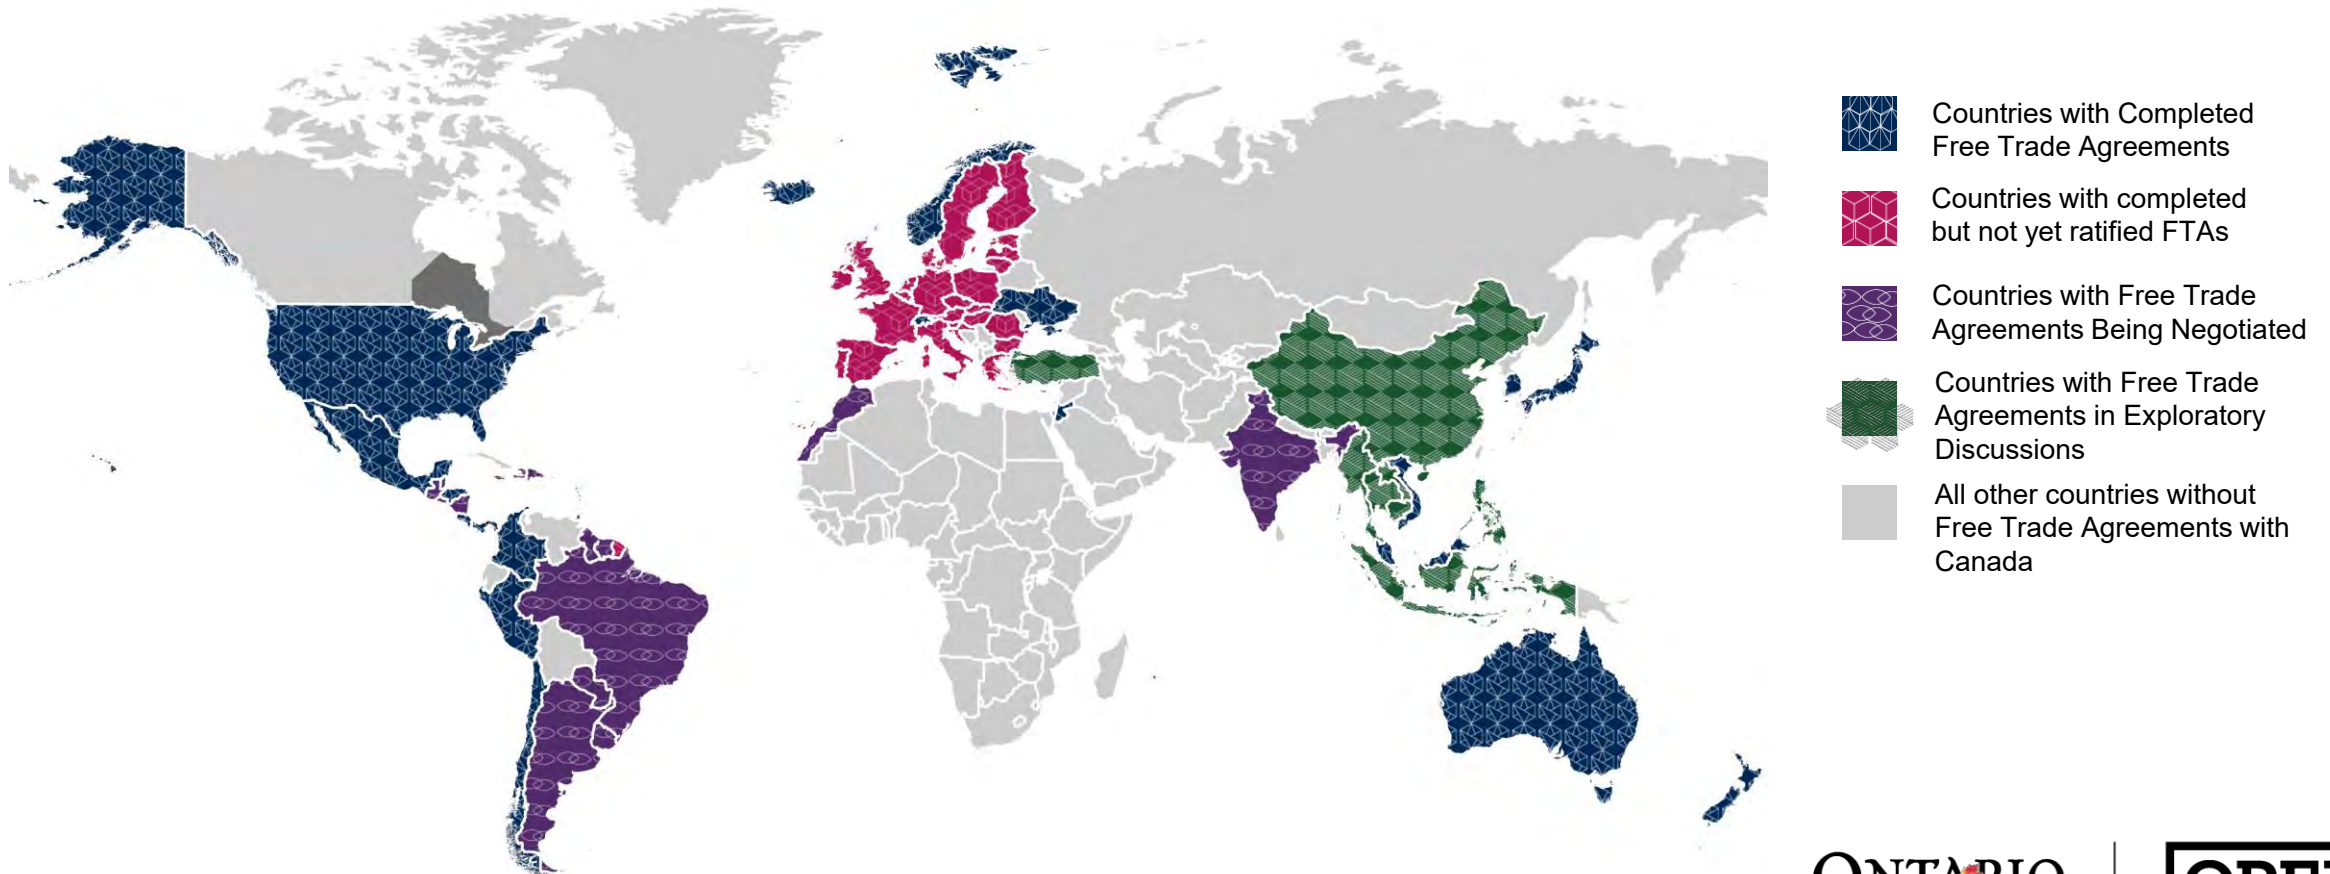 Countries with Completed
Free Trade Agreements
Countries with completed
but not yet ratified FTAs
Countries with Free Trade
Agreements Being Negotiated
Countries with Free Trade
Agreements in Exploratory
Discussions
All other countries without
Free Trade Agreements with
Canada
ONTARIO